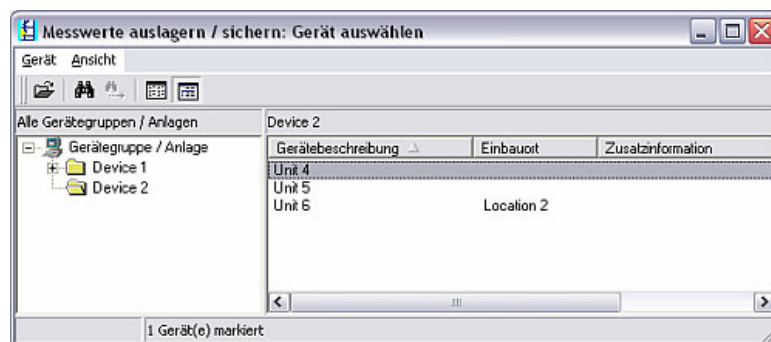 Messwerte auslagern / sichern: Gerät auswählen
Gerät Ansicht
Alle Gerätegruppen / Anlagen
Device 2
Gerätegruppe / Anlage
Device 1
Device 2
Gerätebeschreibung Einbauort Zusatzinformation
Unit 4
Unit 5
Unit 6 Location 2
1 Gerät(e) markiert